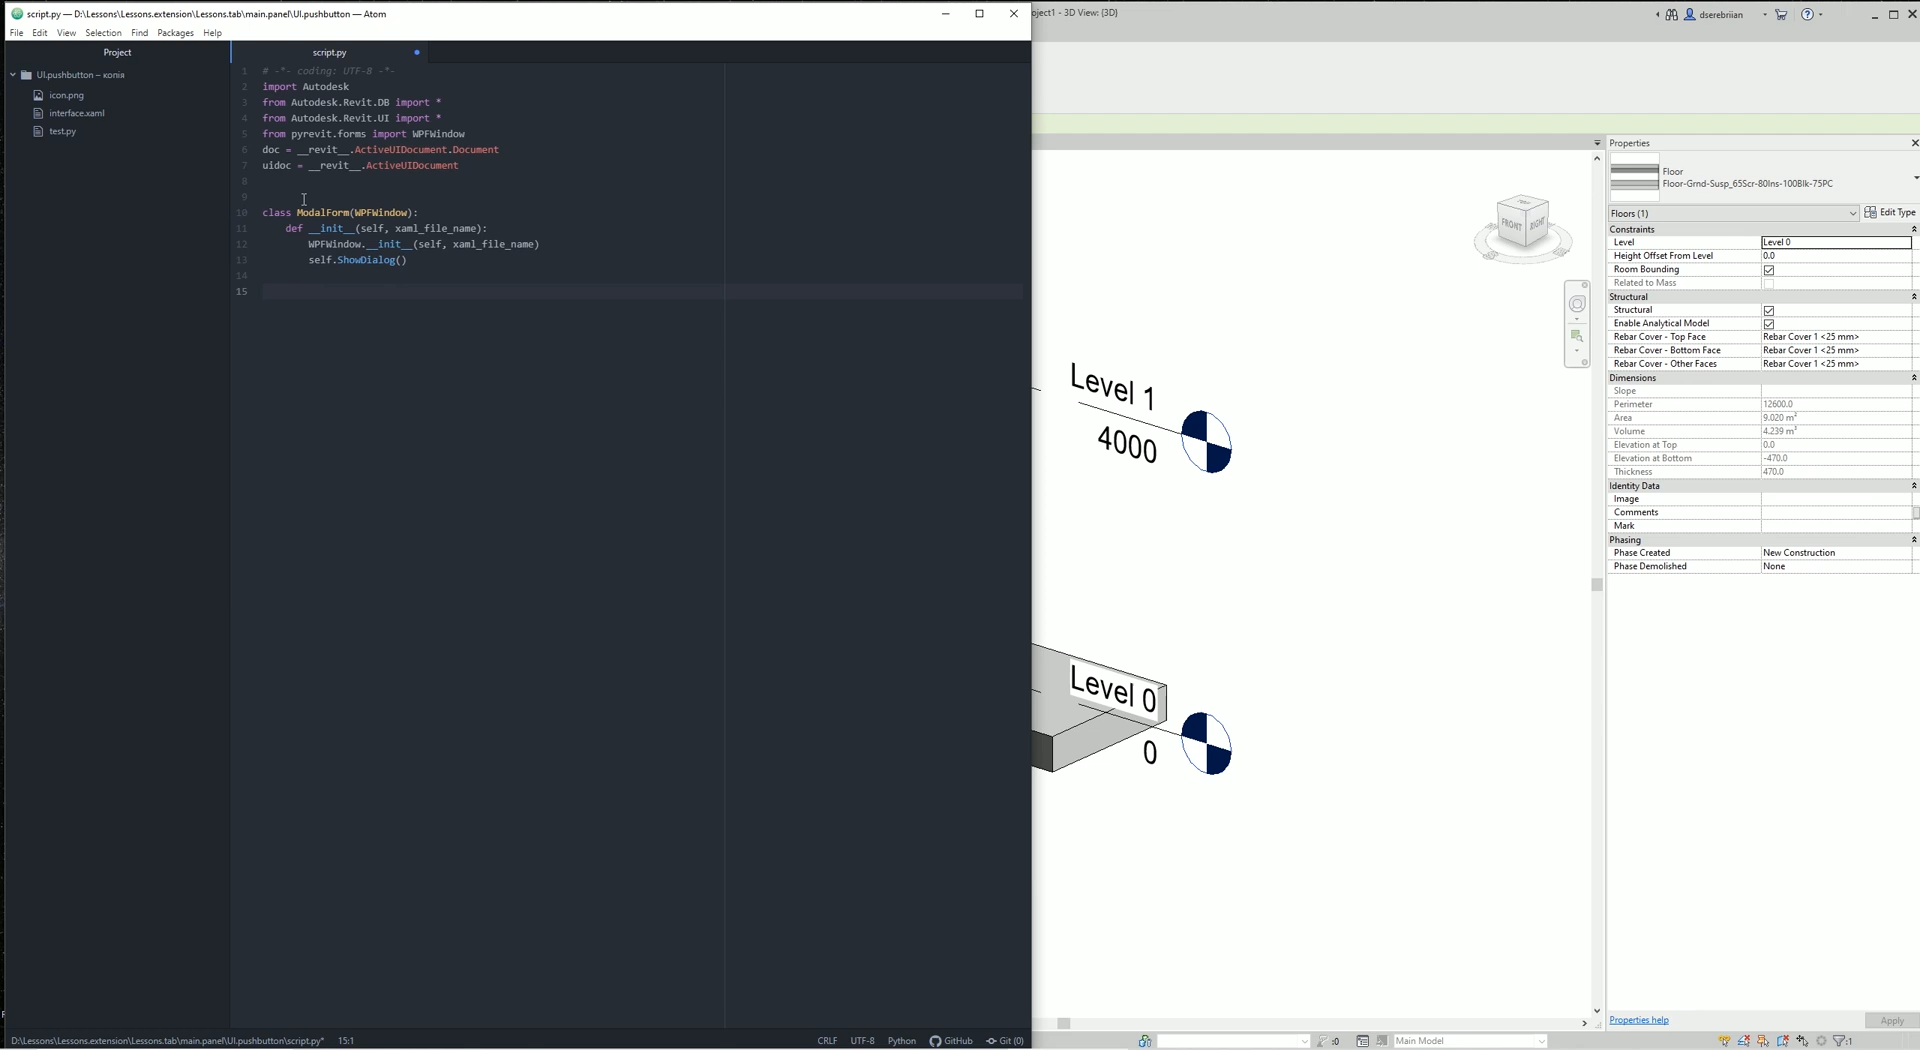 script.py — D:\Lessons\Lessons.extension\Lessons.tab\main.panel\UI.pushbutton — Atom
File Edit View Selection Find Packages Help
Project
UI.pushbutton – копія
icon.png
interface.xaml
test.py
script.py
1 # -*- coding: UTF-8 -*-
2 import Autodesk
3 from Autodesk.Revit.DB import *
4 from Autodesk.Revit.UI import *
5 from pyrevit.forms import WPFWindow
6 doc = __revit__.ActiveUIDocument.Document
7 uidoc = __revit__.ActiveUIDocument
8
9
10 class ModalForm(WPFWindow):
11 def __init__(self, xaml_file_name):
12 WPFWindow.__init__(self, xaml_file_name)
13 self.ShowDialog()
14
15
D:\Lessons\Lessons.extension\Lessons.tab\main.panel\UI.pushbutton\script.py* 15:1
CRLF UTF-8 Python GitHub Git (0)
oject1 - 3D View: {3D}
dserebriian
FRONT RIGHT
Level 1
4000
Level 0
0
Properties
Floor
Floor-Grnd-Susp_65Scr-80Ins-100Blk-75PC
Floors (1) Edit Type
Constraints
Level Level 0
Height Offset From Level 0.0
Room Bounding
Related to Mass
Structural
Structural
Enable Analytical Model
Rebar Cover - Top Face Rebar Cover 1 <25 mm>
Rebar Cover - Bottom Face Rebar Cover 1 <25 mm>
Rebar Cover - Other Faces Rebar Cover 1 <25 mm>
Dimensions
Slope
Perimeter 12600.0
Area 9.020 m²
Volume 4.239 m³
Elevation at Top 0.0
Elevation at Bottom -470.0
Thickness 470.0
Identity Data
Image
Comments
Mark
Phasing
Phase Created New Construction
Phase Demolished None
Properties help Apply
:0 Main Model :1